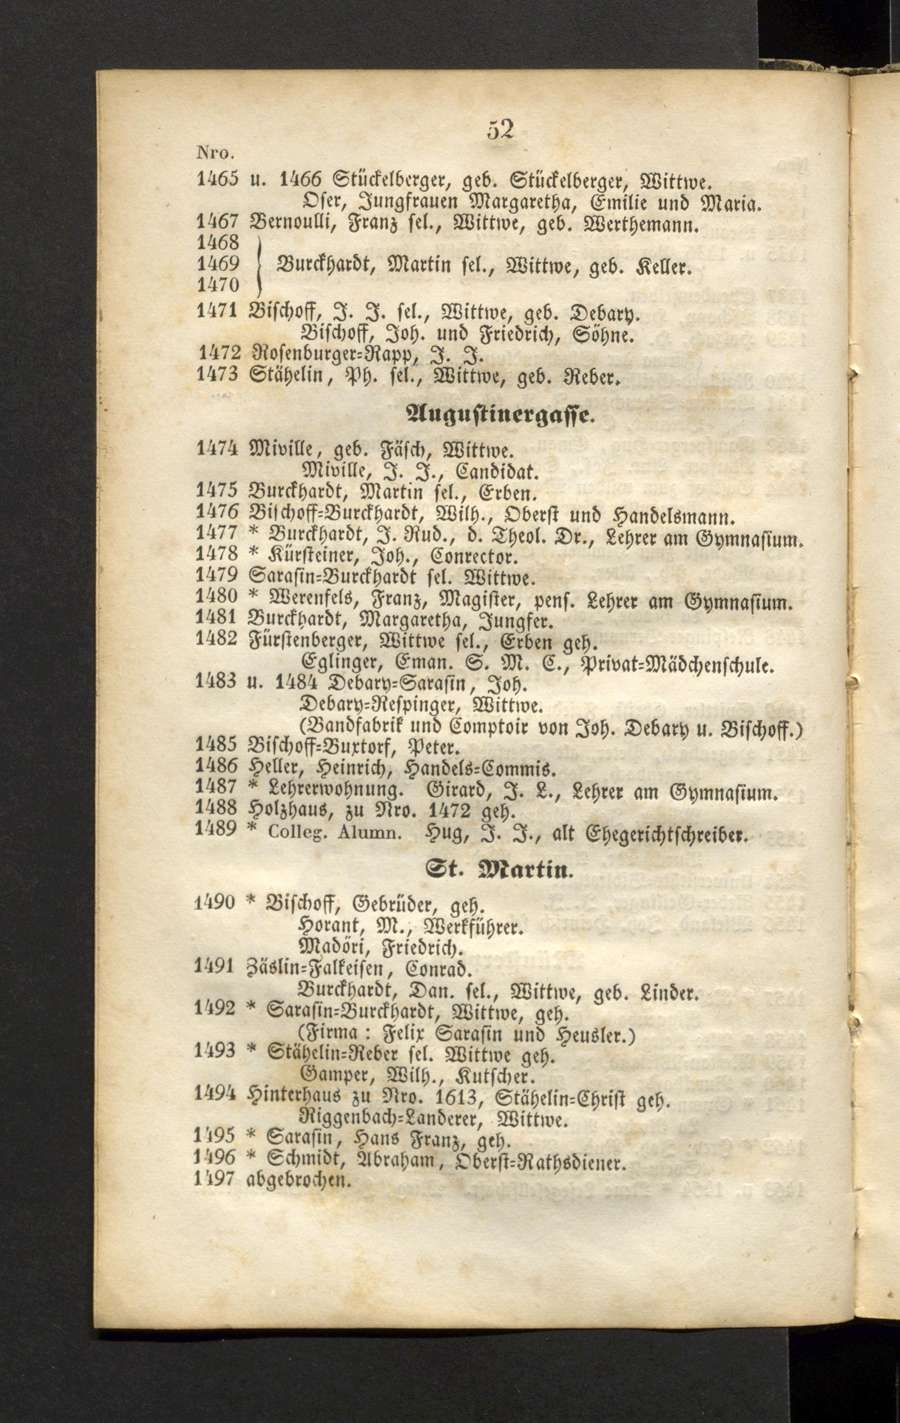 52
Nro.
1465 u. 1466 Stückelberger, geb. Stückelberger, Wittwe.
Oser, Jungfrauen Margaretha, Emilie und Maria.
1467 Bernoulli, Franz sel., Wittwe, geb. Werthemann.
1468
1469 } Burckhardt, Martin sel., Wittwe, geb. Keller.
1470
1471 Bischoff, J. J. sel., Wittwe, geb. Debary.
Bischoff, Joh. und Friedrich, Söhne.
1472 Rosenburger=Rapp, J. J.
1473 Stähelin, Ph. sel., Wittwe, geb. Reber.
Augustinergasse.
1474 Miville, geb. Fäsch, Wittwe.
Miville, J. J., Candidat.
1475 Burckhardt, Martin sel., Erben.
1476 Bischoff=Burckhardt, Wilh., Oberst und Handelsmann.
1477 * Burckhardt, J. Rud., d. Theol. Dr., Lehrer am Gymnasium.
1478 * Kürsteiner, Joh., Conrector.
1479 Sarasin=Burckhardt sel. Wittwe.
1480 * Werenfels, Franz, Magister, pens. Lehrer am Gymnasium.
1481 Burckhardt, Margaretha, Jungfer.
1482 Fürstenberger, Wittwe sel., Erben geh.
Eglinger, Eman. S. M. C., Privat=Mädchenschule.
1483 u. 1484 Debary=Sarasin, Joh.
Debary=Respinger, Wittwe.
(Bandfabrik und Comptoir von Joh. Debary u. Bischoff.)
1485 Bischoff=Buxtorf, Peter.
1486 Heller, Heinrich, Handels=Commis.
1487 * Lehrerwohnung. Girard, J. L., Lehrer am Gymnasium.
1488 Holzhaus, zu Nro. 1472 geh.
1489 * Colleg. Alumn. Hug, J. J., alt Ehegerichtschreiber.
St. Martin.
1490 * Bischoff, Gebrüder, geh.
Horant, M., Werkführer.
Madöri, Friedrich.
1491 Zäslin=Falkeisen, Conrad.
Burckhardt, Dan. sel., Wittwe, geb. Linder.
1492 * Sarasin=Burckhardt, Wittwe, geh.
(Firma : Felix Sarasin und Heusler.)
1493 * Stähelin=Reber sel. Wittwe geh.
Gamper, Wilh., Kutscher.
1494 Hinterhaus zu Nro. 1613, Stähelin=Christ geh.
Riggenbach=Landerer, Wittwe.
1495 * Sarasin, Hans Franz, geh.
1496 * Schmidt, Abraham, Oberst=Rathsdiener.
1497 abgebrochen.